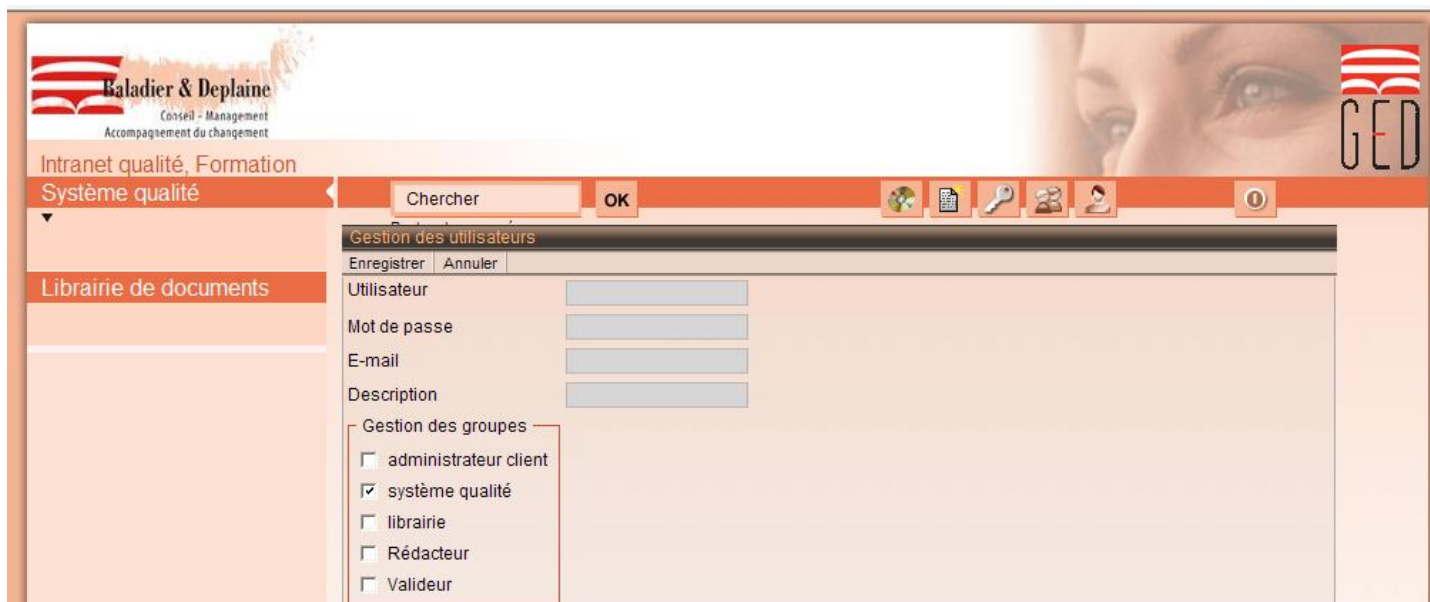 Baladier & Deplaine
Conseil - Management
Accompagnement du changement
GED
Intranet qualité, Formation
Système qualité
Chercher
OK
Gestion des utilisateurs
Enregistrer
Annuler
Librairie de documents
Utilisateur
Mot de passe
E-mail
Description
Gestion des groupes
administrateur client
système qualité
librairie
Rédacteur
Valideur